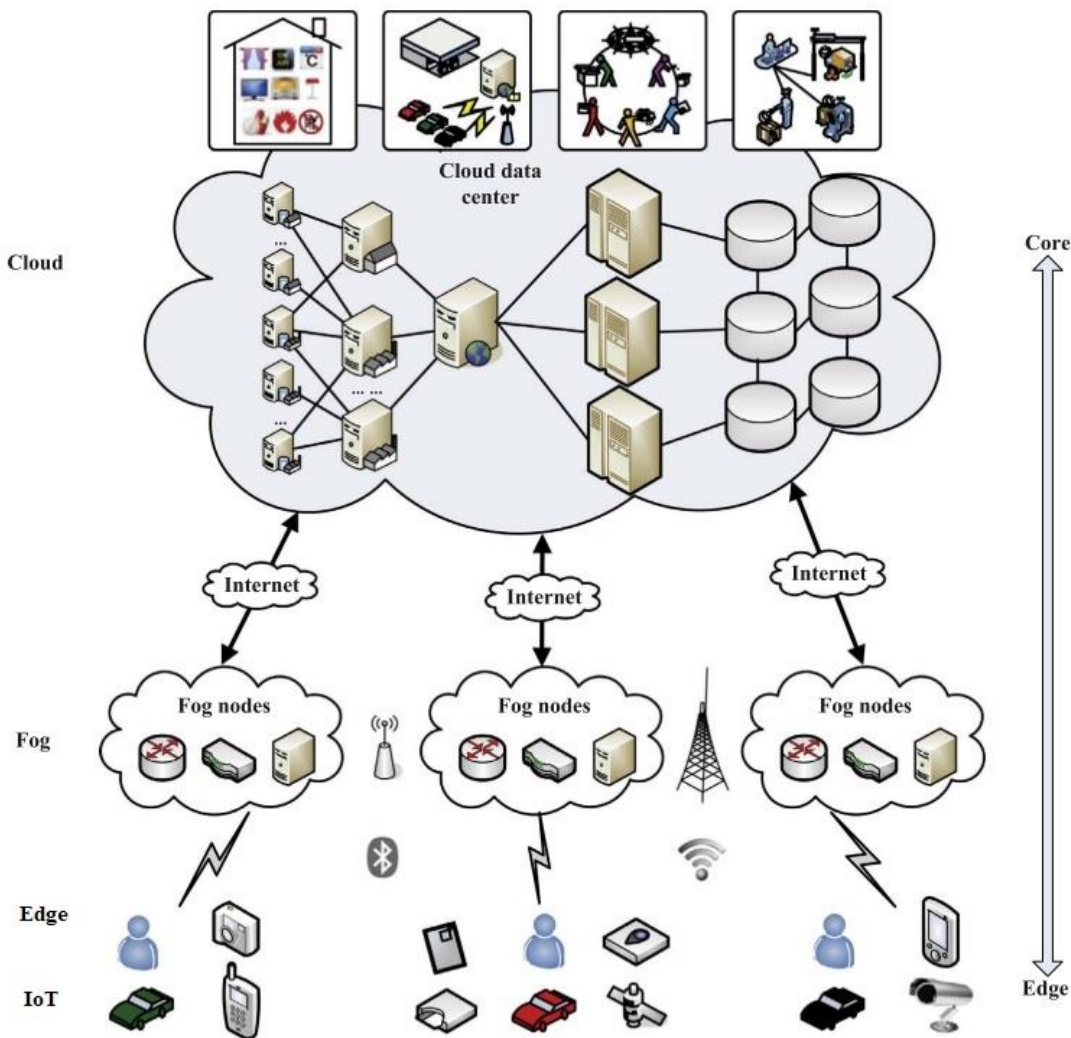 C
Cloud data
center
...
...
... ...
...
Cloud
Core
Internet
Internet
Internet
Fog nodes
Fog nodes
Fog nodes
Fog
Edge
IoT
Edge